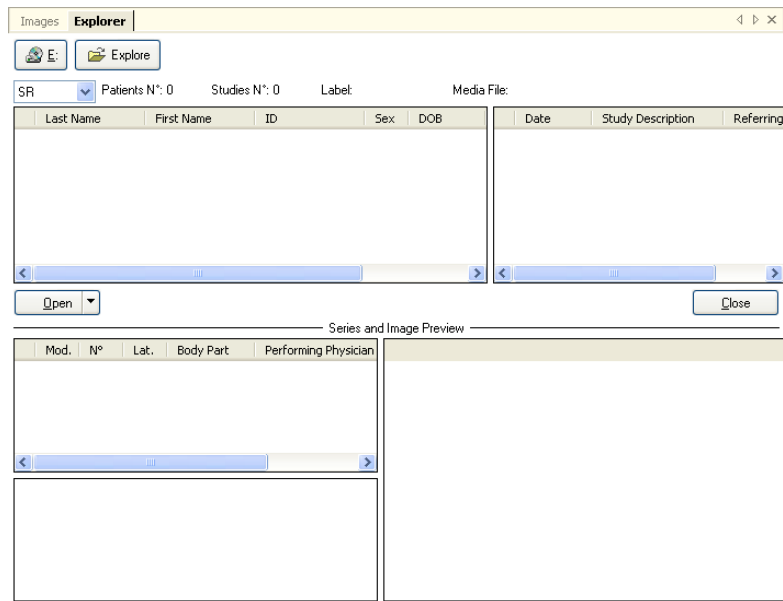 Images Explorer
E: Explore
SR Patients N°: 0 Studies N°: 0 Label: Media File:
Last Name First Name ID Sex DOB Date Study Description Referring
Open Close
Series and Image Preview
Mod. N° Lat. Body Part Performing Physician